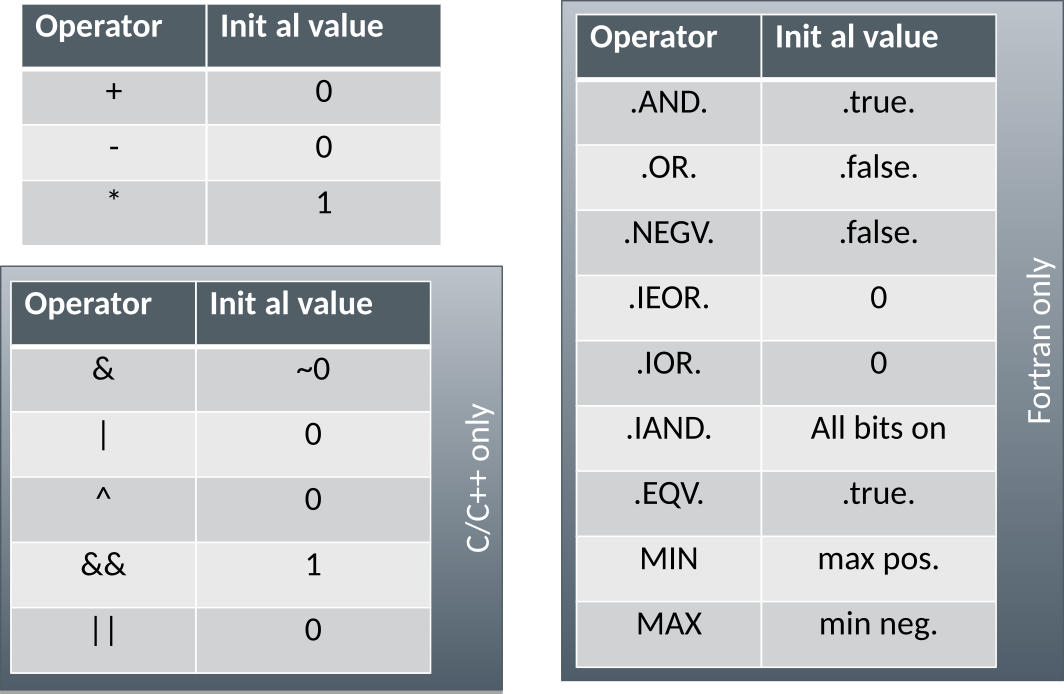 Operator Init al value
+ 0
- 0
* 1
Operator Init al value
& ~0
| 0
^ 0
&& 1
|| 0
C/C++ only
Operator Init al value
.AND. .true.
.OR. .false.
.NEGV. .false.
.IEOR. 0
.IOR. 0
.IAND. All bits on
.EQV. .true.
MIN max pos.
MAX min neg.
Fortran only